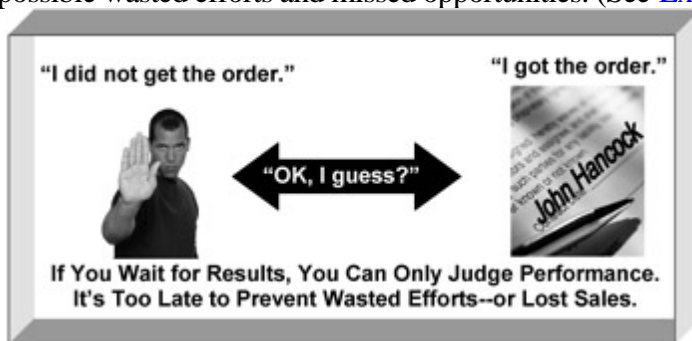 possible wasted efforts and missed opportunities. (See Ex
"I did not get the order."
"I got the order."
"OK, I guess?"
John Hancock
If You Wait for Results, You Can Only Judge Performance.
It's Too Late to Prevent Wasted Efforts--or Lost Sales.